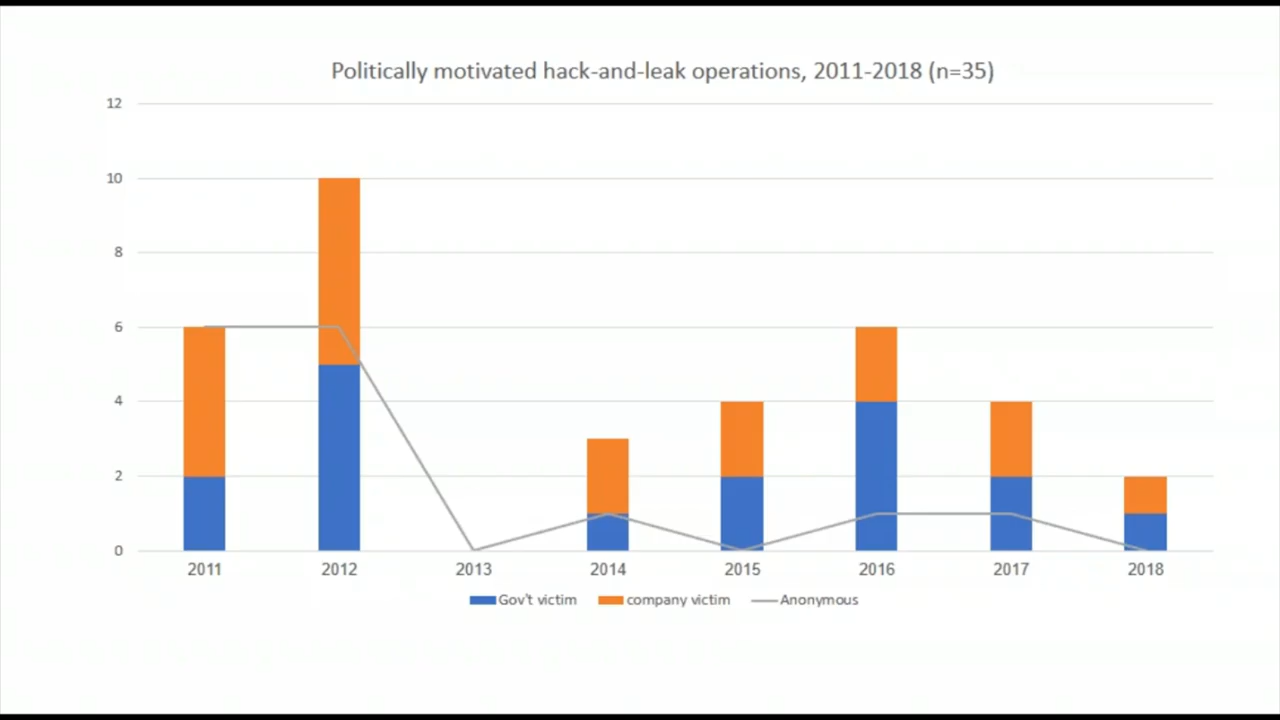 Politically motivated hack-and-leak operations, 2011-2018 (n=35)
12
10
8
6
4
2
0
2011 2012 2013 2014 2015 2016 2017 2018
Gov't victim company victim Anonymous